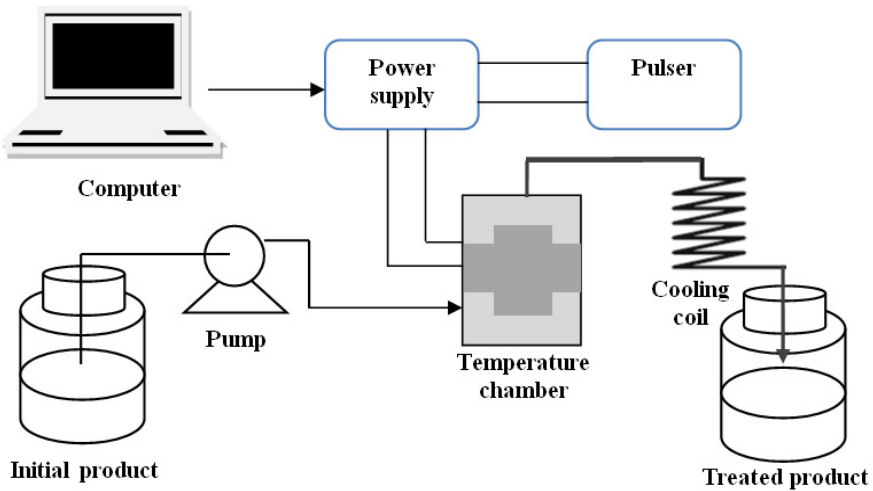 Power
supply
Pulser
Computer
Pump
Cooling
coil
Temperature
chamber
Initial product
Treated product